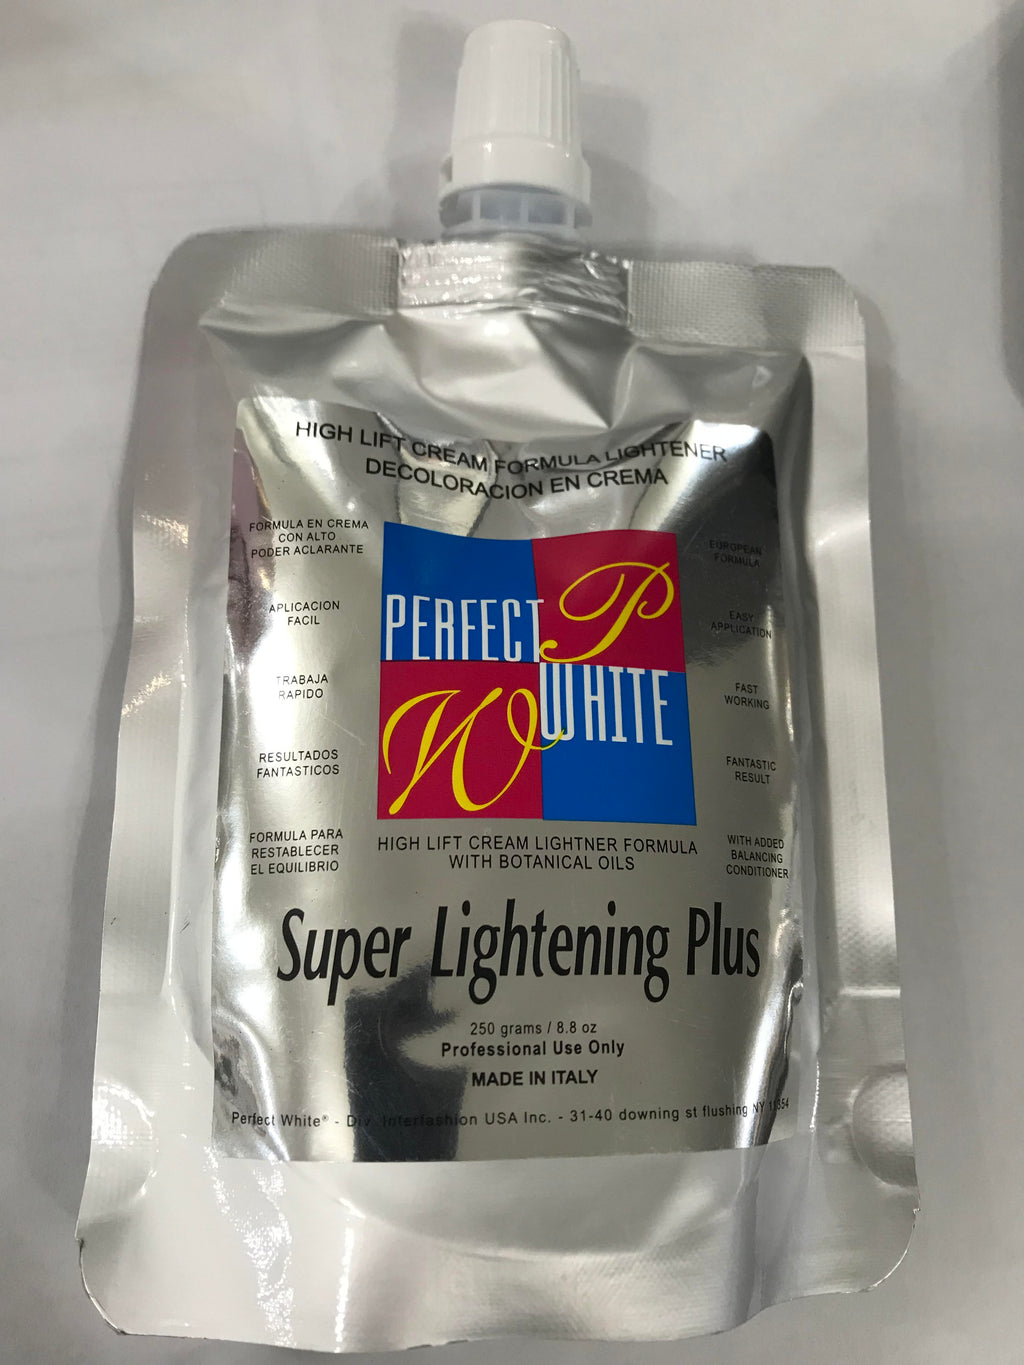 HIGH LIFT CREAM FORMULA LIGHTENER
DECOLORACION EN CREMA
FORMULA EN CREMA
CON ALTO
PODER ACLARANTE
APLICACION
FACIL
TRABAJA
RAPIDO
RESULTADOS
FANTASTICOS
FORMULA PARA
RESTABLECER
EL EQUILIBRIO
PERFECT P
W WHITE
EUROPEAN
FORMULA
EASY
APPLICATION
FAST
WORKING
FANTASTIC
RESULT
WITH ADDED
BALANCING
CONDITIONER
HIGH LIFT CREAM LIGHTNER FORMULA
WITH BOTANICAL OILS
Super Lightening Plus
250 grams / 8.8 oz
Professional Use Only
MADE IN ITALY
Perfect White® - Div. Interfashion USA Inc. - 31-40 downing st flushing NY